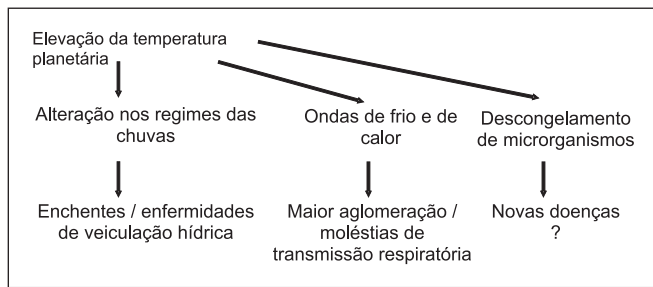 Elevação da temperatura
planetária
Alteração nos regimes das
chuvas
Ondas de frio e de
calor
Descongelamento
de microrganismos
Enchentes / enfermidades
de veiculação hídrica
Maior aglomeração /
moléstias de
transmissão respiratória
Novas doenças
?